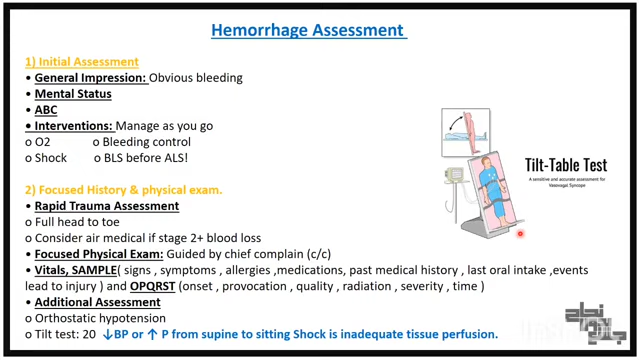 Hemorrhage Assessment
1) Initial Assessment
• General Impression: Obvious bleeding
• Mental Status
• ABC
• Interventions: Manage as you go
o O2 o Bleeding control
o Shock o BLS before ALS!
2) Focused History & physical exam.
• Rapid Trauma Assessment
o Full head to toe
o Consider air medical if stage 2+ blood loss
• Focused Physical Exam: Guided by chief complain (c/c)
• Vitals, SAMPLE( signs , symptoms , allergies ,medications, past medical history , last oral intake ,events
lead to injury ) and OPQRST (onset , provocation , quality , radiation , severity , time )
• Additional Assessment
o Orthostatic hypotension
o Tilt test: 20 ↓BP or ↑ P from supine to sitting Shock is inadequate tissue perfusion.
Tilt-Table Test
A sensitive and accurate assessment for
Vasovagal Syncope